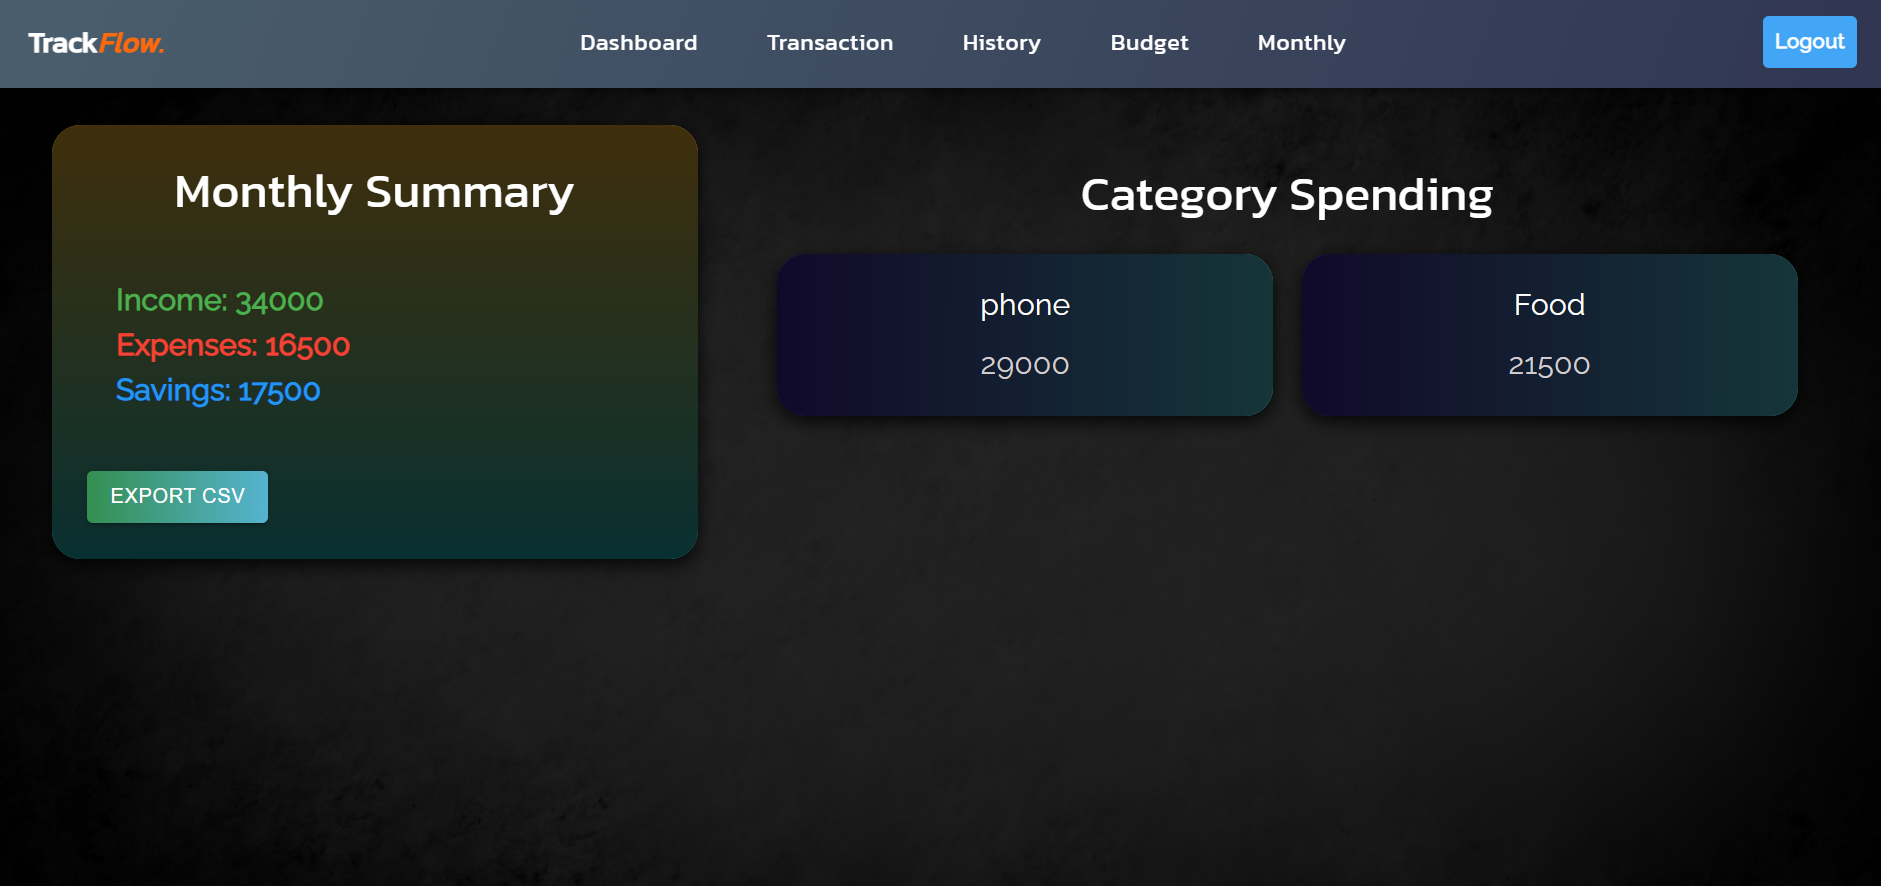 TrackFlow.
Dashboard
Transaction
History
Budget
Monthly
Logout
Monthly Summary
Income: 34000
Expenses: 16500
Savings: 17500
EXPORT CSV
Category Spending
phone
29000
Food
21500